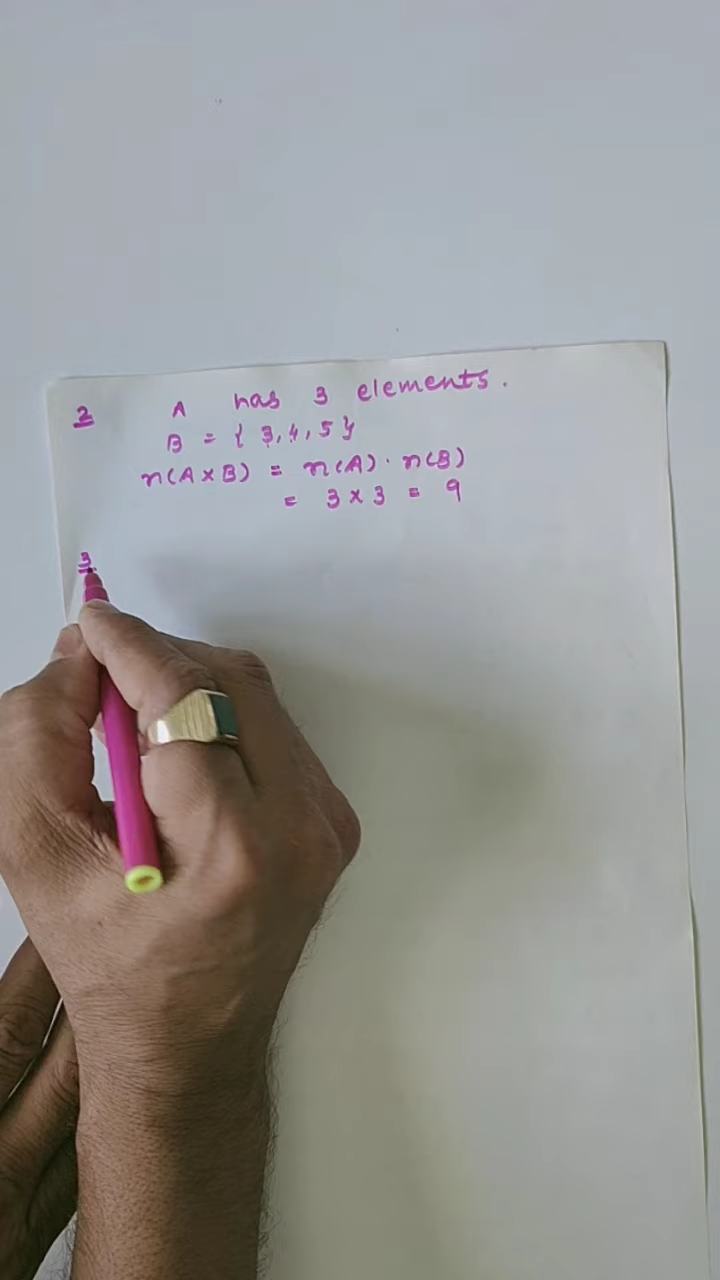 2 A has 3 elements.
B = { 3, 4, 5 }
n(A × B) = n(A) · n(B)
= 3 × 3 = 9
3